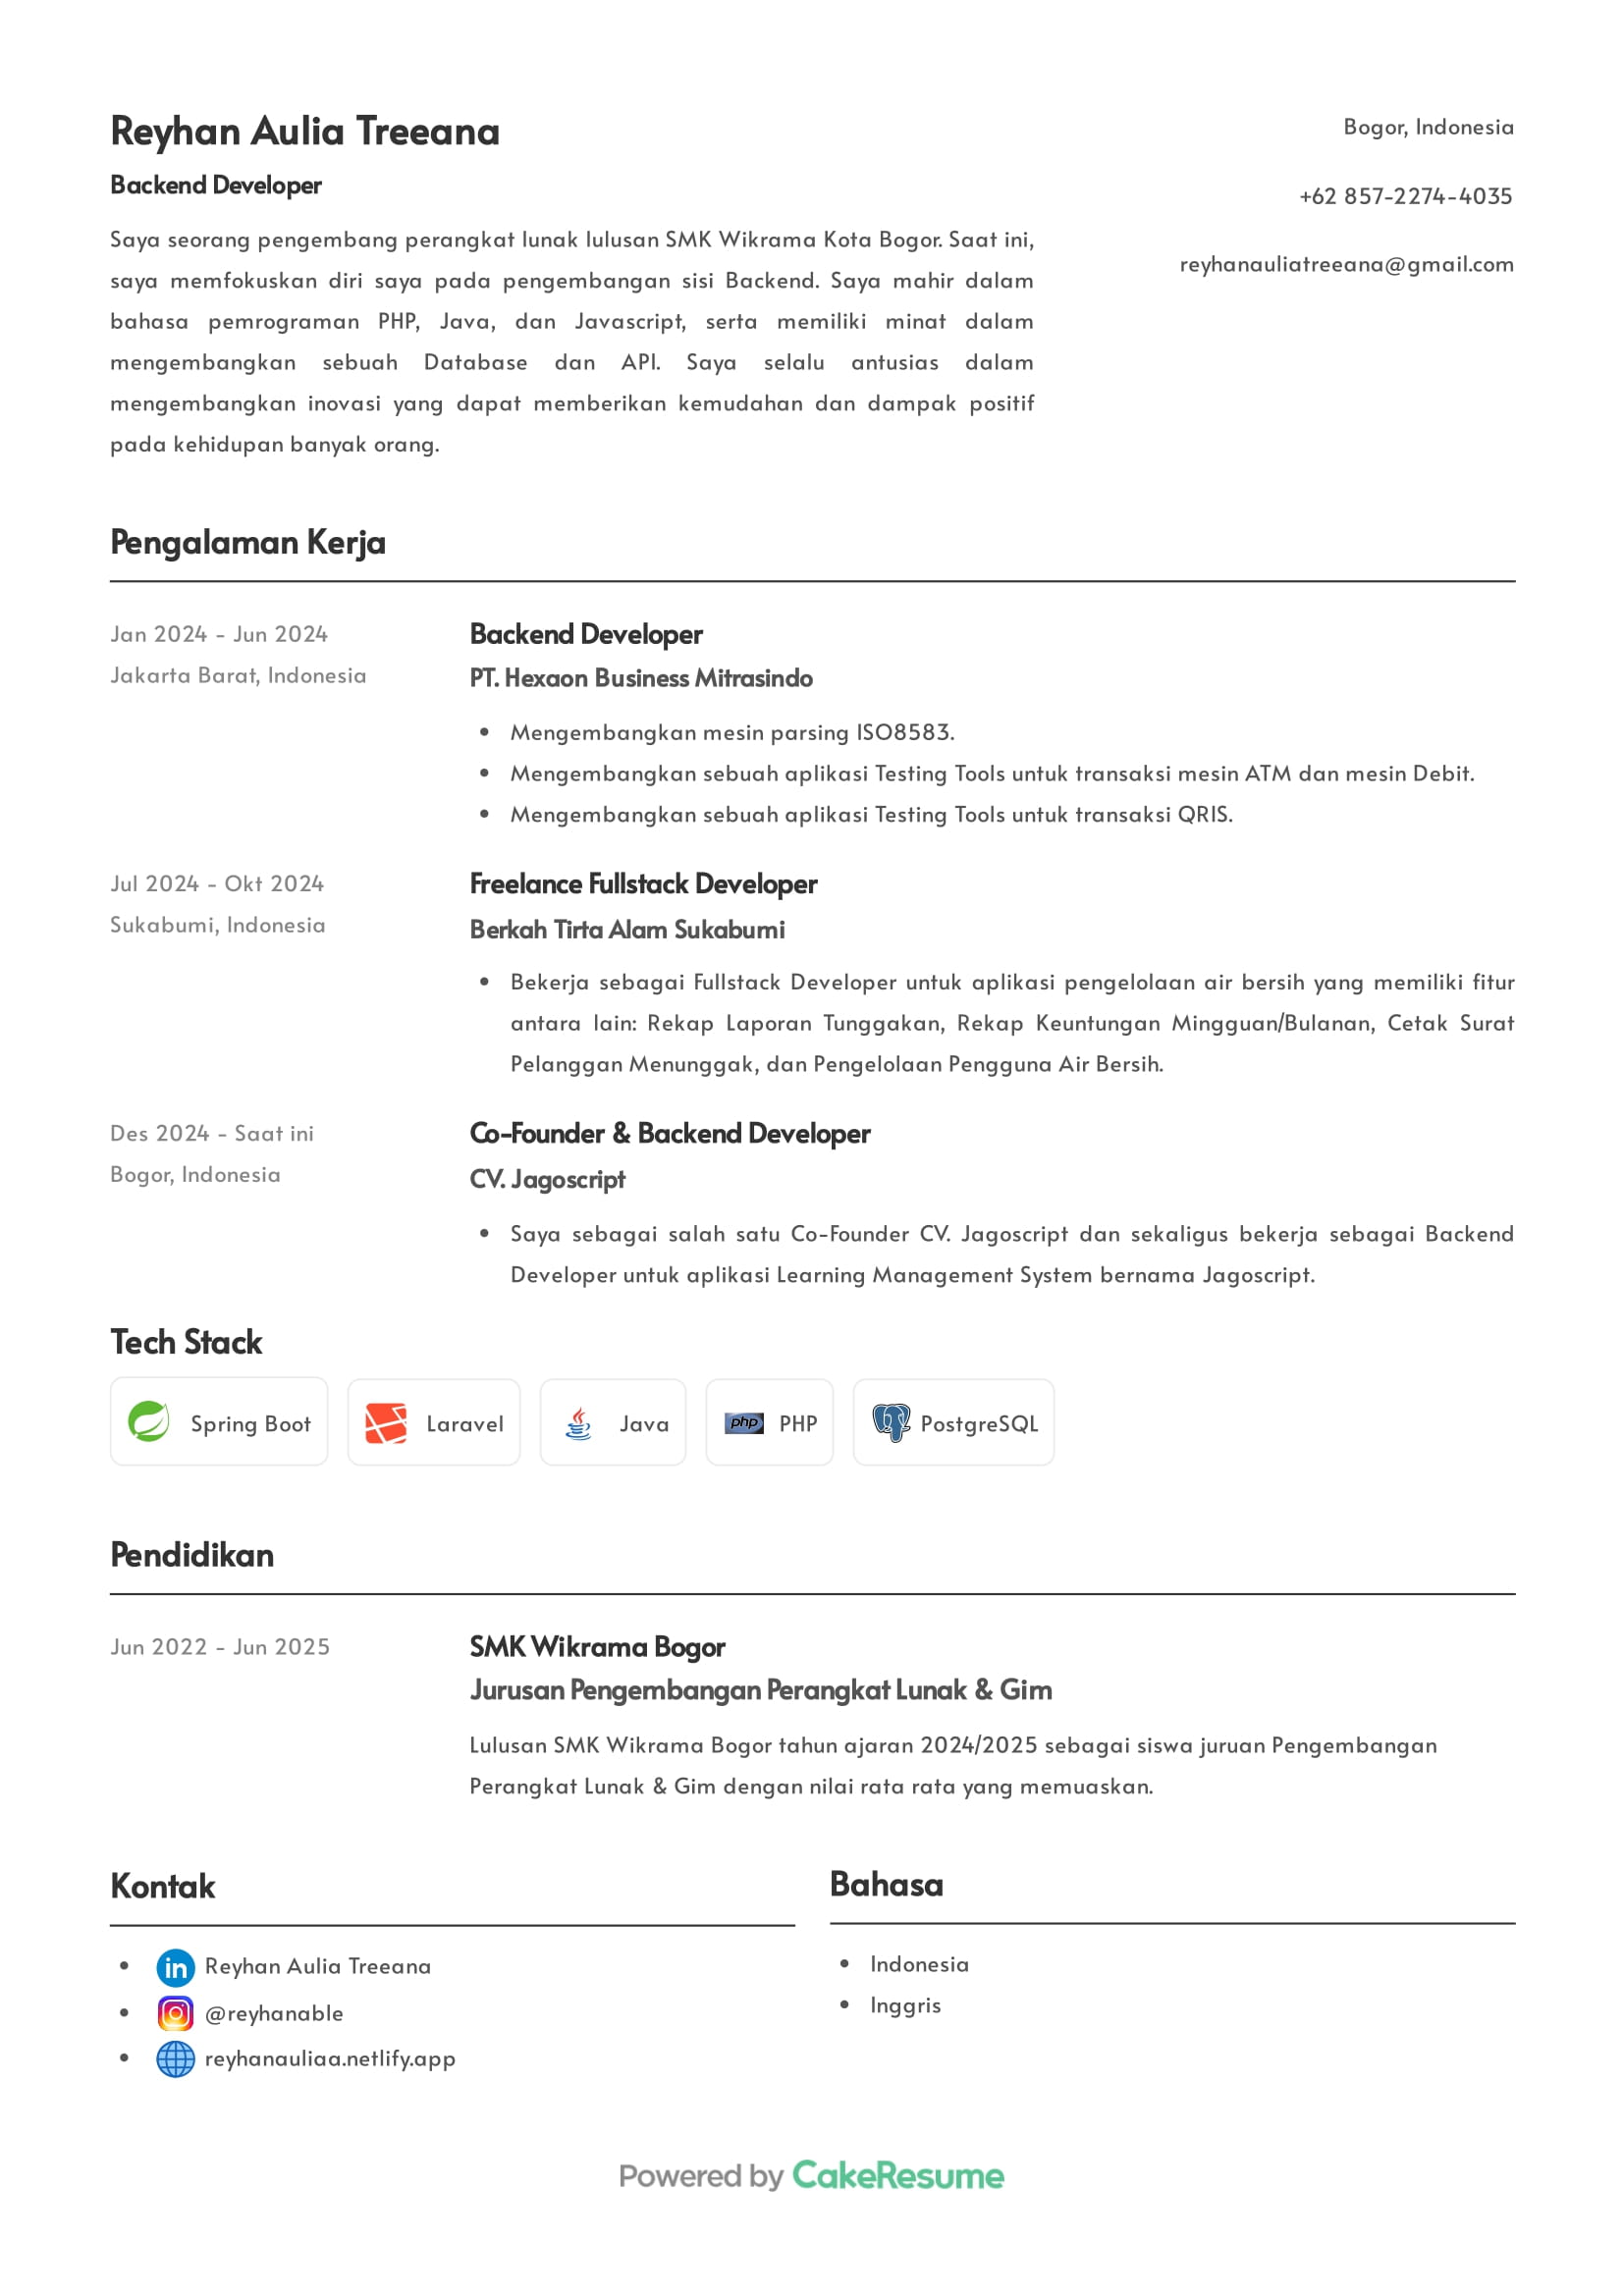 Reyhan Aulia Treeana
Backend Developer
Saya seorang pengembang perangkat lunak lulusan SMK Wikrama Kota Bogor. Saat ini,
saya memfokuskan diri saya pada pengembangan sisi Backend. Saya mahir dalam
bahasa pemrograman PHP, Java, dan Javascript, serta memiliki minat dalam
mengembangkan sebuah Database dan API. Saya selalu antusias dalam
mengembangkan inovasi yang dapat memberikan kemudahan dan dampak positif
pada kehidupan banyak orang.
Bogor, Indonesia
+62 857-2274-4035
reyhanauliatreeana@gmail.com
Pengalaman Kerja
Jan 2024 - Jun 2024
Jakarta Barat, Indonesia
Backend Developer
PT. Hexaon Business Mitrasindo
• Mengembangkan mesin parsing ISO8583.
• Mengembangkan sebuah aplikasi Testing Tools untuk transaksi mesin ATM dan mesin Debit.
• Mengembangkan sebuah aplikasi Testing Tools untuk transaksi QRIS.
Jul 2024 - Okt 2024
Sukabumi, Indonesia
Freelance Fullstack Developer
Berkah Tirta Alam Sukabumi
• Bekerja sebagai Fullstack Developer untuk aplikasi pengelolaan air bersih yang memiliki fitur
antara lain: Rekap Laporan Tunggakan, Rekap Keuntungan Mingguan/Bulanan, Cetak Surat
Pelanggan Menunggak, dan Pengelolaan Pengguna Air Bersih.
Des 2024 - Saat ini
Bogor, Indonesia
Co-Founder & Backend Developer
CV. Jagoscript
• Saya sebagai salah satu Co-Founder CV. Jagoscript dan sekaligus bekerja sebagai Backend
Developer untuk aplikasi Learning Management System bernama Jagoscript.
Tech Stack
Spring Boot
Laravel
Java
php PHP
PostgreSQL
Pendidikan
Jun 2022 - Jun 2025
SMK Wikrama Bogor
Jurusan Pengembangan Perangkat Lunak & Gim
Lulusan SMK Wikrama Bogor tahun ajaran 2024/2025 sebagai siswa juruan Pengembangan
Perangkat Lunak & Gim dengan nilai rata rata yang memuaskan.
Kontak
• in Reyhan Aulia Treeana
• @reyhanable
• reyhanauliaa.netlify.app
Bahasa
• Indonesia
• Inggris
Powered by CakeResume